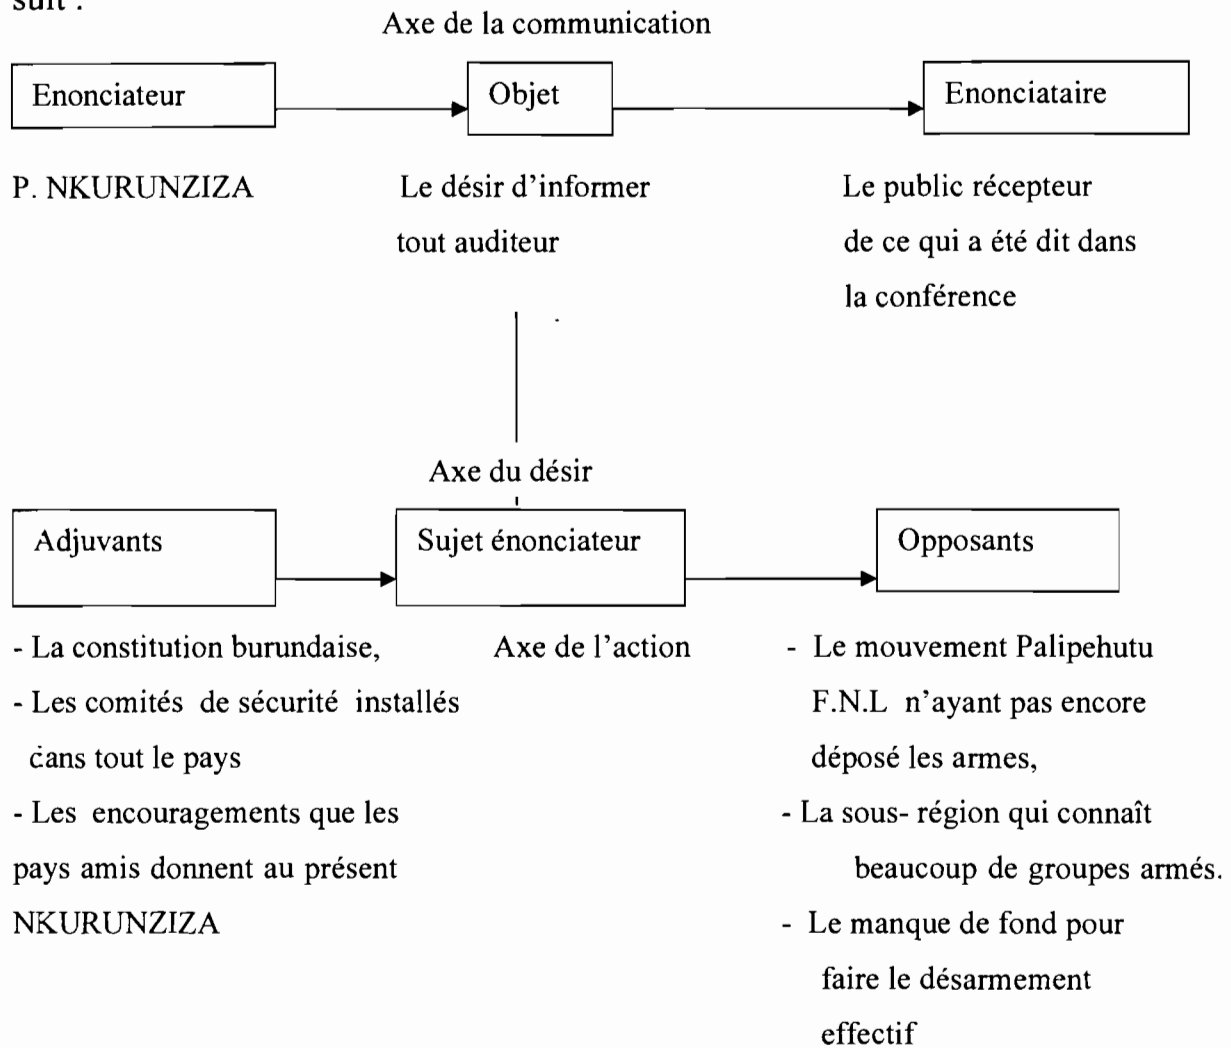 suit :
Axe de la communication
Enonciateur
Objet
Enonciataire
P. NKURUNZIZA
Le désir d'informer
tout auditeur
Le public récepteur
de ce qui a été dit dans
la conférence
Axe du désir
Adjuvants
Sujet énonciateur
Opposants
Axe de l'action
- La constitution burundaise,
- Les comités de sécurité installés
dans tout le pays
- Les encouragements que les
pays amis donnent au présent
NKURUNZIZA
- Le mouvement Palipehutu
F.N.L n'ayant pas encore
déposé les armes,
- La sous- région qui connaît
beaucoup de groupes armés.
- Le manque de fond pour
faire le désarmement
effectif